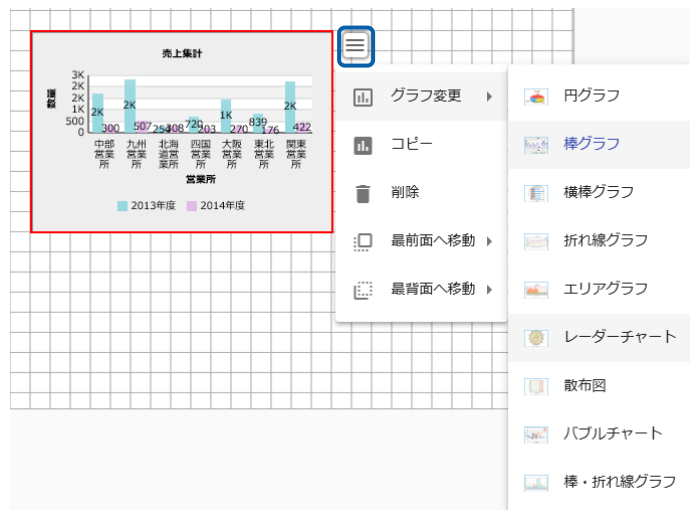 売上集計
数量
3K
2K
2K
1K
500
0
2K
300
2K
507
254
308
720
203
1K
270
839
176
2K
422
中部営業所
九州営業所
北海道営業所
四国営業所
大阪営業所
東北営業所
関東営業所
営業所
2013年度 2014年度
グラフ変更
コピー
削除
最前面へ移動
最背面へ移動
円グラフ
棒グラフ
横棒グラフ
折れ線グラフ
エリアグラフ
レーダーチャート
散布図
バブルチャート
棒・折れ線グラフ